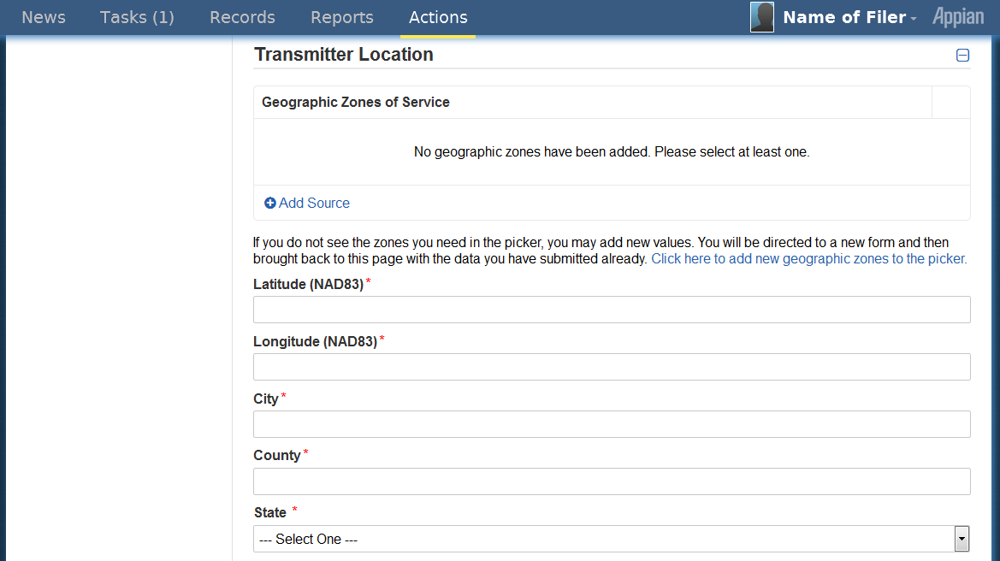 News Tasks (1) Records Reports Actions Name of Filer Appian
Transmitter Location
Geographic Zones of Service
No geographic zones have been added. Please select at least one.
Add Source
If you do not see the zones you need in the picker, you may add new values. You will be directed to a new form and then
brought back to this page with the data you have submitted already. Click here to add new geographic zones to the picker.
Latitude (NAD83)*
Longitude (NAD83)*
City*
County*
State *
--- Select One ---